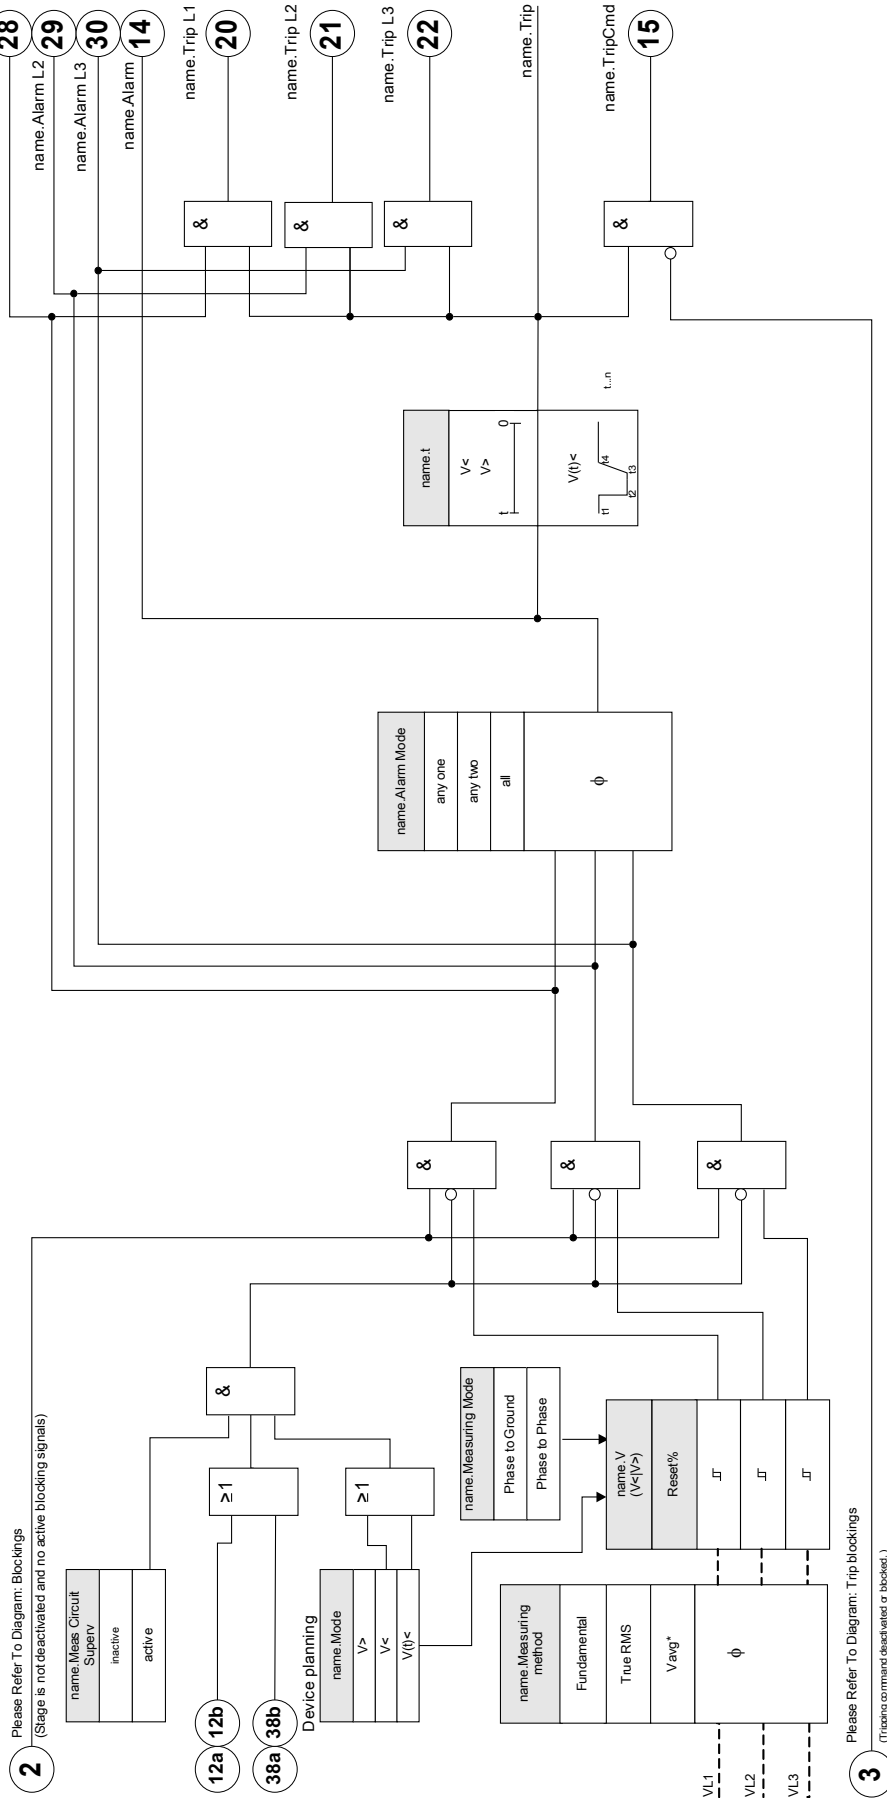 2
Please Refer To Diagram: Blockings
(Stage is not deactivated and no active blocking signals)
name.Meas Circuit
Superv
inactive
active
12a
12b
38a
38b
≥1
&
Device planning
name.Mode
V>
V<
V(t)<
≥1
name.Measuring Mode
Phase to Ground
Phase to Phase
name.Measuring
method
Fundamental
True RMS
Vavg*
ϕ
VL1
VL2
VL3
name.V
(V<|V>)
Reset%
&
&
&
name.Alarm Mode
any one
any two
all
ϕ
name.t
V<
V>
t
0
V(t)<
t1
t2
t3
t4
t...n
&
&
&
&
28
name.Alarm L2
29
name.Alarm L3
30
name.Alarm
14
name.Trip L1
20
name.Trip L2
21
name.Trip L3
22
name.Trip
name.TripCmd
15
3
Please Refer To Diagram: Trip blockings
(Tripping command deactivated or blocked. )